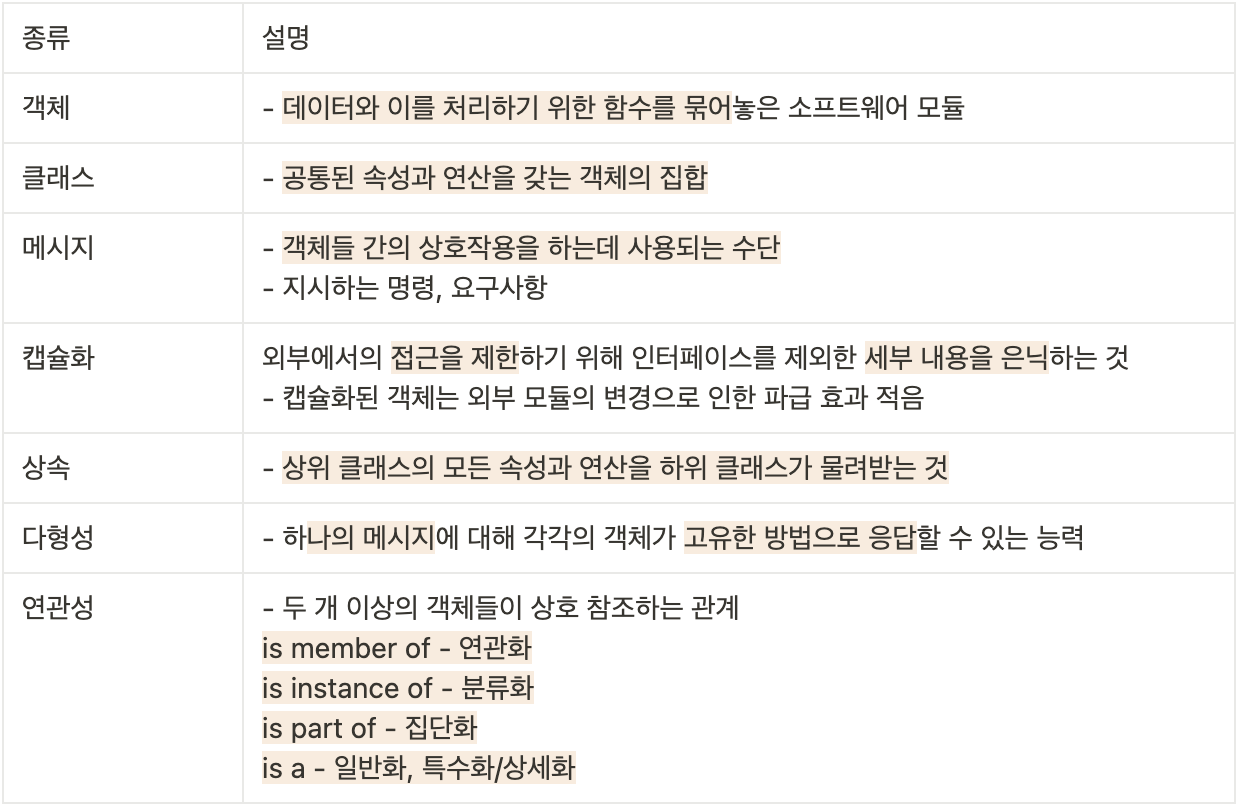 종류
설명
객체
- 데이터와 이를 처리하기 위한 함수를 묶어놓은 소프트웨어 모듈
클래스
- 공통된 속성과 연산을 갖는 객체의 집합
메시지
- 객체들 간의 상호작용을 하는데 사용되는 수단
- 지시하는 명령, 요구사항
캡슐화
외부에서의 접근을 제한하기 위해 인터페이스를 제외한 세부 내용을 은닉하는 것
- 캡슐화된 객체는 외부 모듈의 변경으로 인한 파급 효과 적음
상속
- 상위 클래스의 모든 속성과 연산을 하위 클래스가 물려받는 것
다형성
- 하나의 메시지에 대해 각각의 객체가 고유한 방법으로 응답할 수 있는 능력
연관성
- 두 개 이상의 객체들이 상호 참조하는 관계
is member of - 연관화
is instance of - 분류화
is part of - 집단화
is a - 일반화, 특수화/상세화